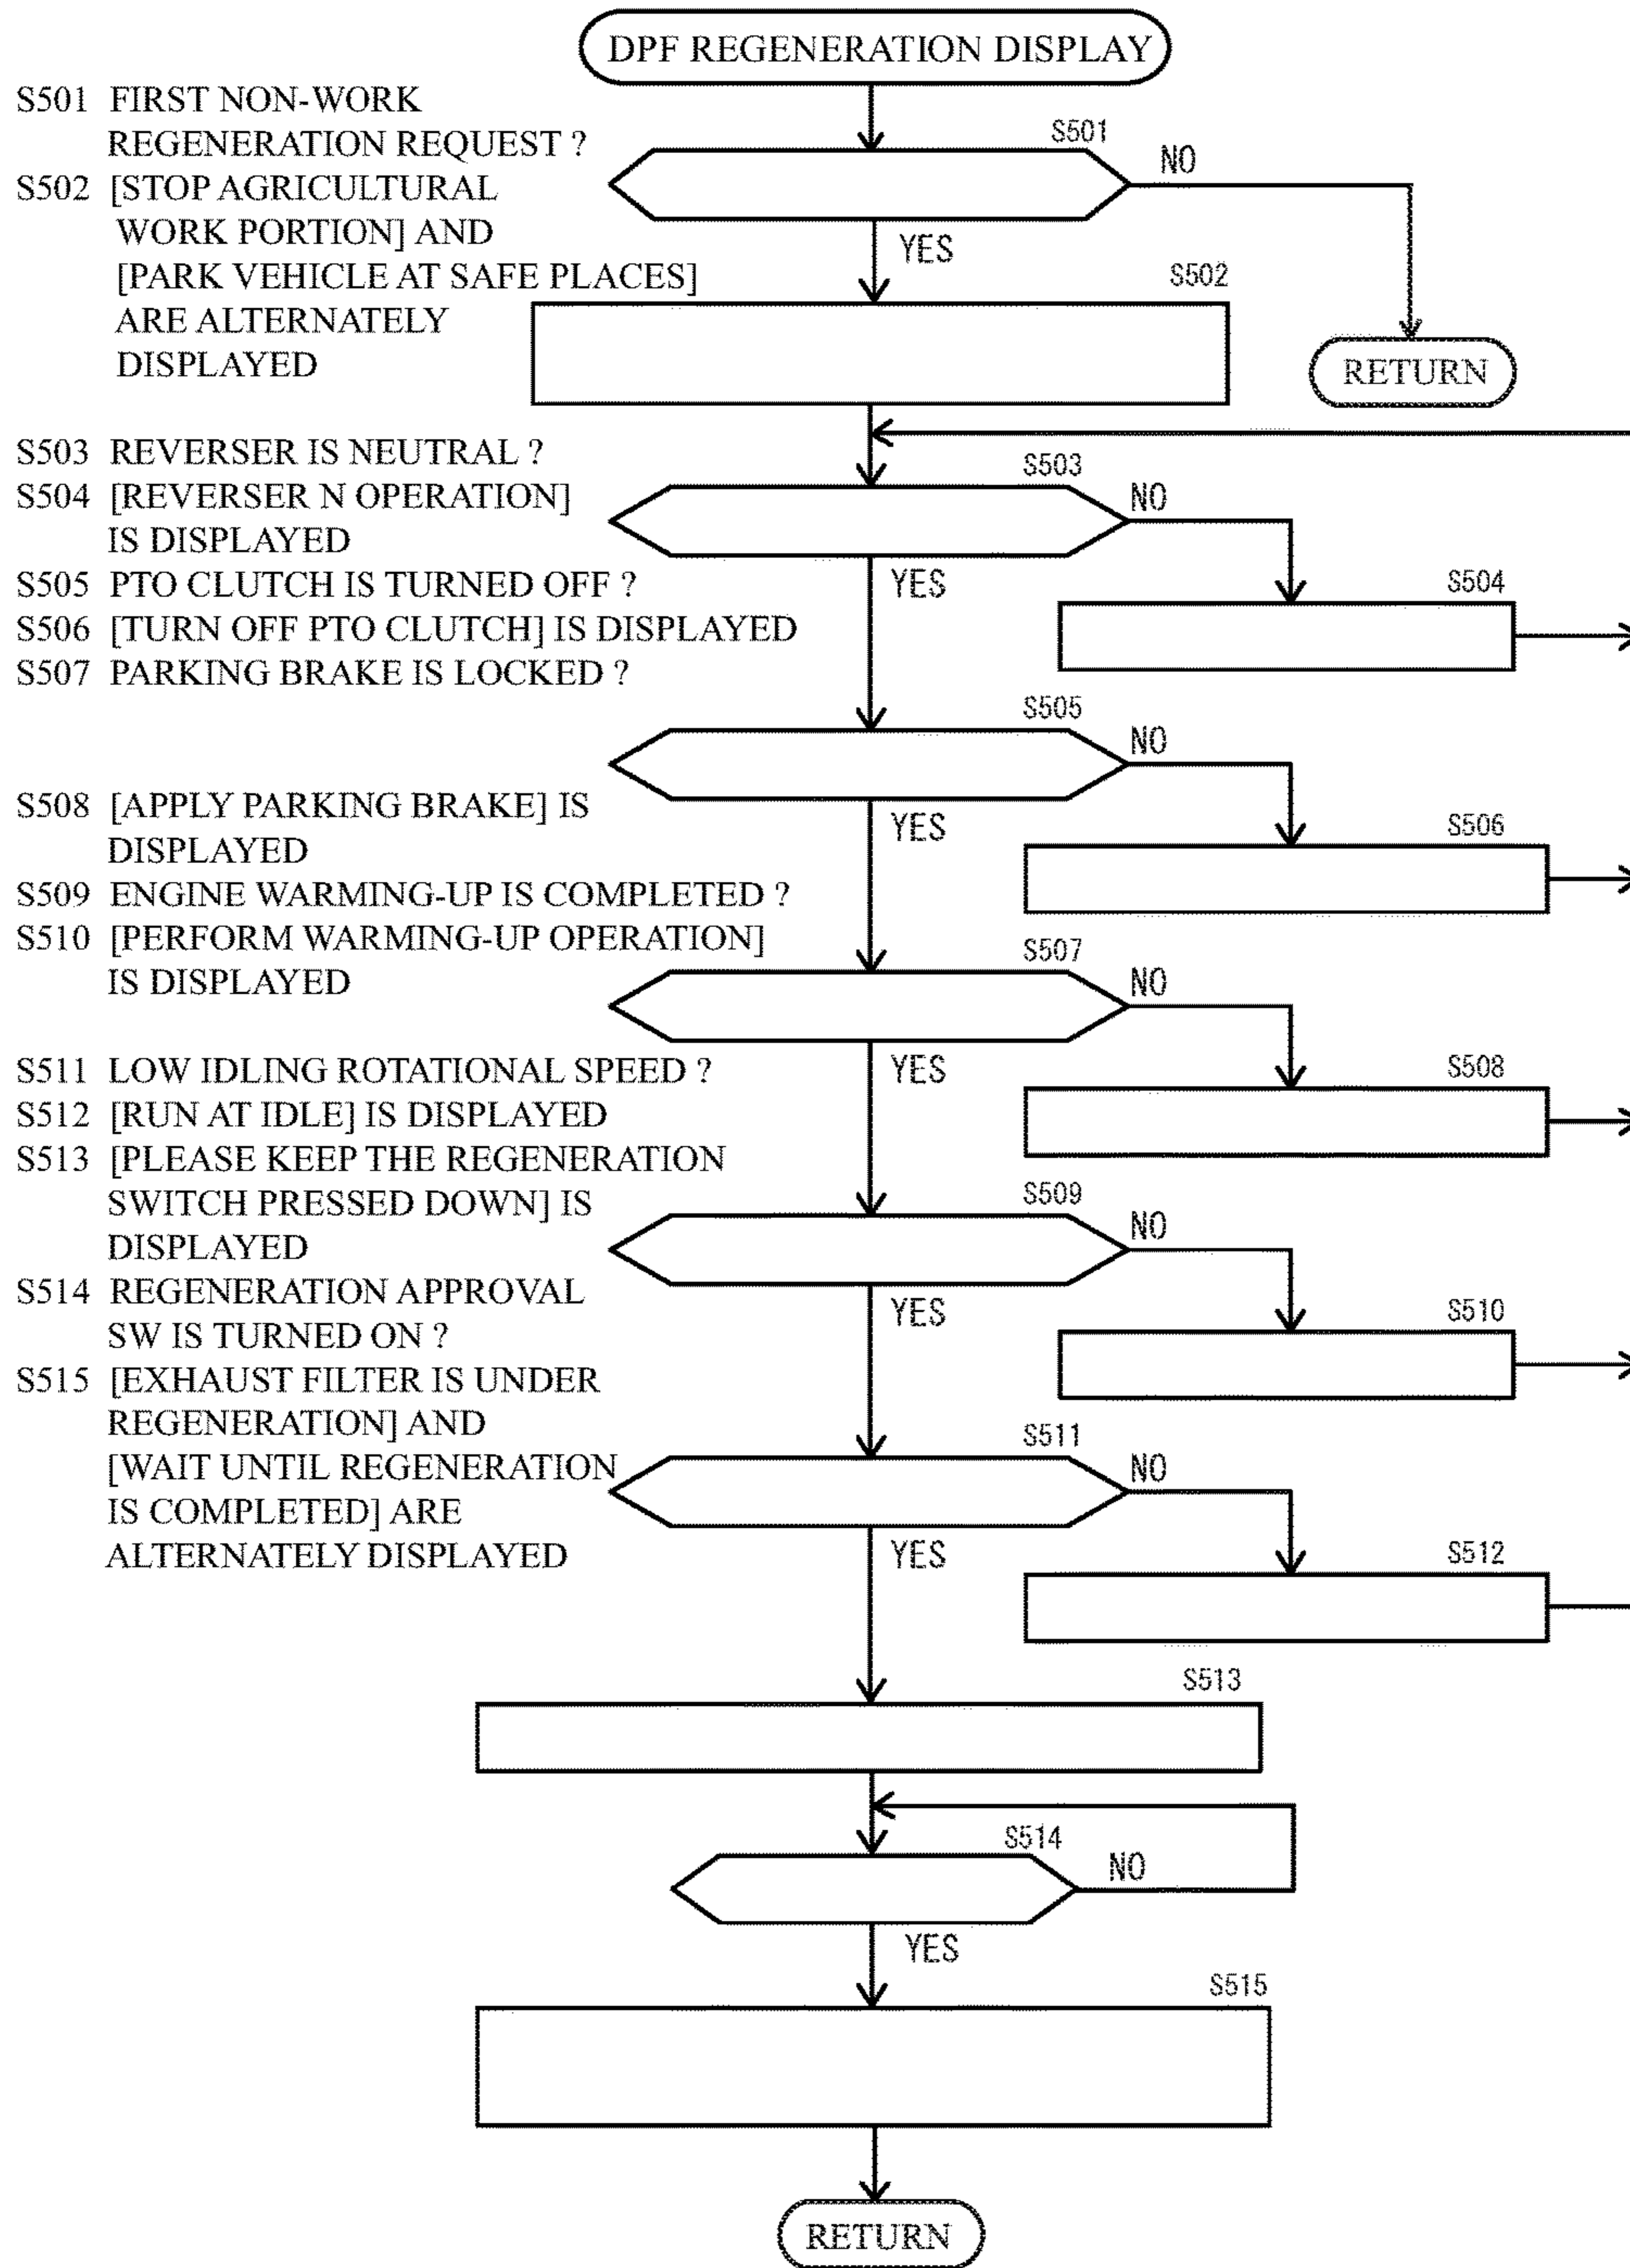 DPF REGENERATION DISPLAY
S501 FIRST NON-WORK
REGENERATION REQUEST ?
S502 [STOP AGRICULTURAL
WORK PORTION] AND
[PARK VEHICLE AT SAFE PLACES]
ARE ALTERNATELY
DISPLAYED
S503 REVERSER IS NEUTRAL ?
S504 [REVERSER N OPERATION]
IS DISPLAYED
S505 PTO CLUTCH IS TURNED OFF ?
S506 [TURN OFF PTO CLUTCH] IS DISPLAYED
S507 PARKING BRAKE IS LOCKED ?
S508 [APPLY PARKING BRAKE] IS
DISPLAYED
S509 ENGINE WARMING-UP IS COMPLETED ?
S510 [PERFORM WARMING-UP OPERATION]
IS DISPLAYED
S511 LOW IDLING ROTATIONAL SPEED ?
S512 [RUN AT IDLE] IS DISPLAYED
S513 [PLEASE KEEP THE REGENERATION
SWITCH PRESSED DOWN] IS
DISPLAYED
S514 REGENERATION APPROVAL
SW IS TURNED ON ?
S515 [EXHAUST FILTER IS UNDER
REGENERATION] AND
[WAIT UNTIL REGENERATION
IS COMPLETED] ARE
ALTERNATELY DISPLAYED
S501
NO
YES
S502
RETURN
S503
NO
YES
S504
S505
NO
YES
S506
S507
NO
YES
S508
S509
NO
YES
S510
S511
NO
YES
S512
S513
S514
NO
YES
S515
RETURN